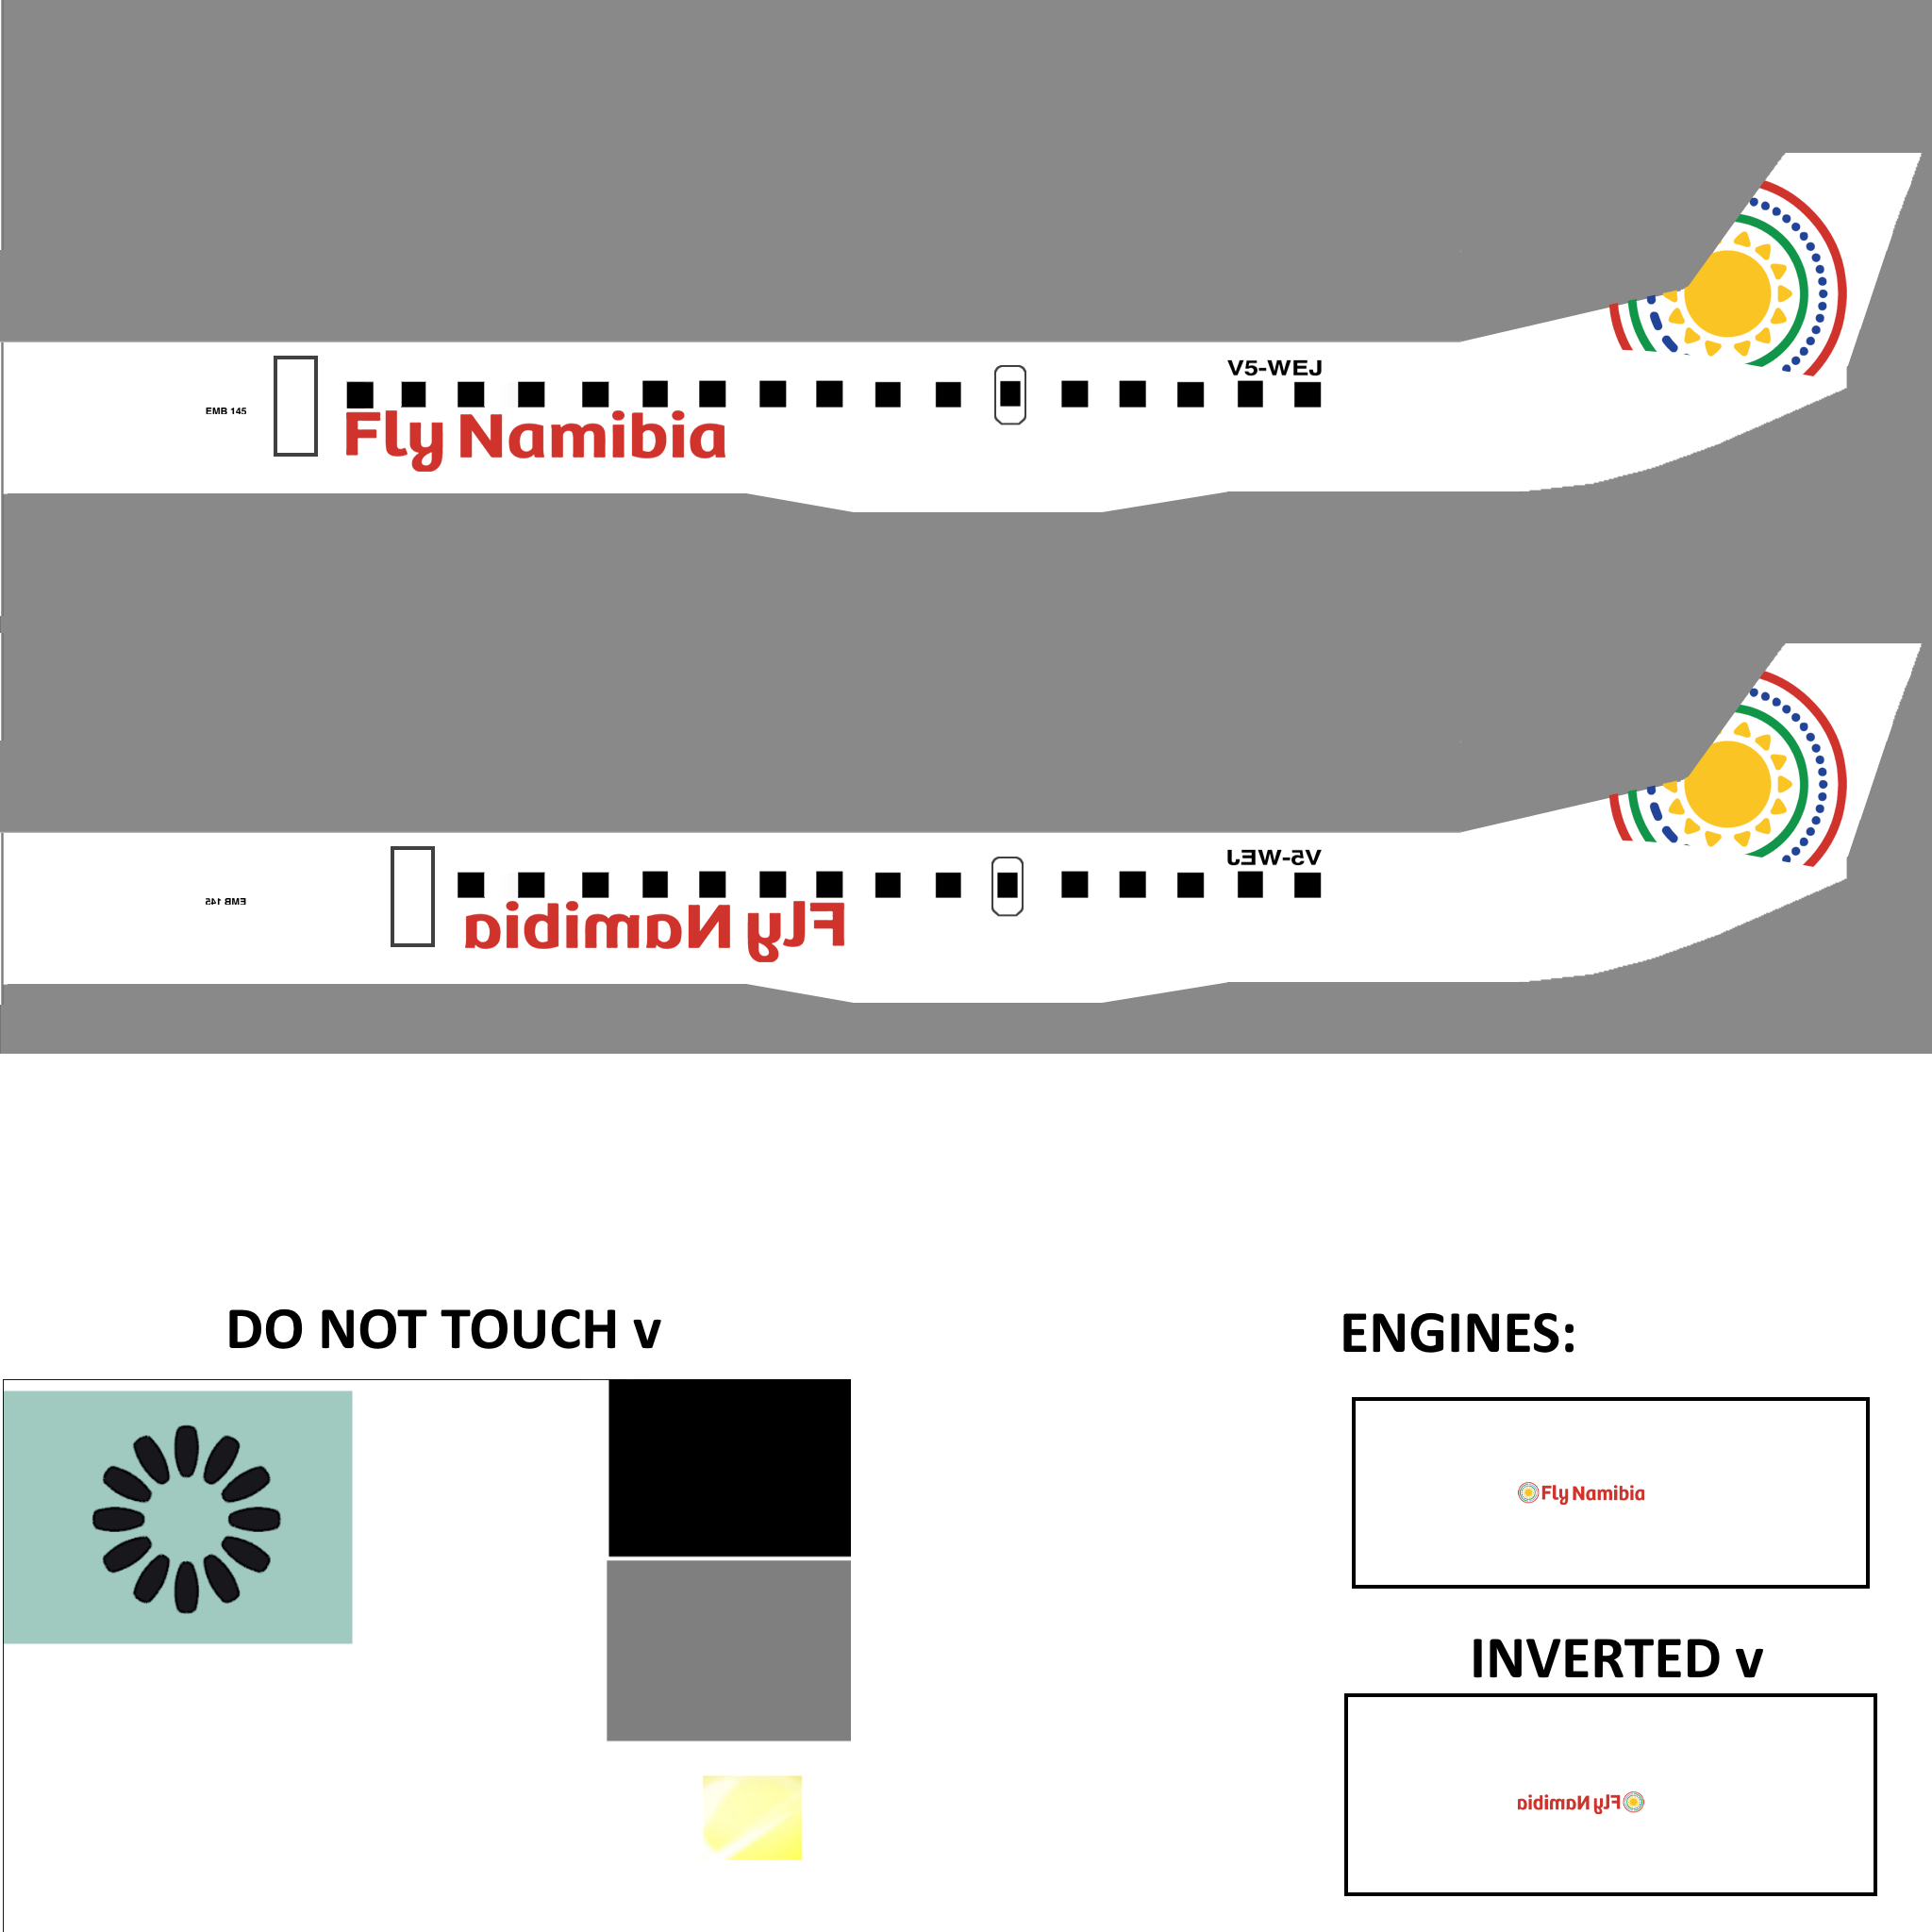 V5-WEJ
EMB 145
Fly Namibia
V5-WEJ
EMB 145
Fly Namibia
DO NOT TOUCH v
ENGINES:
Fly Namibia
INVERTED v
Fly Namibia